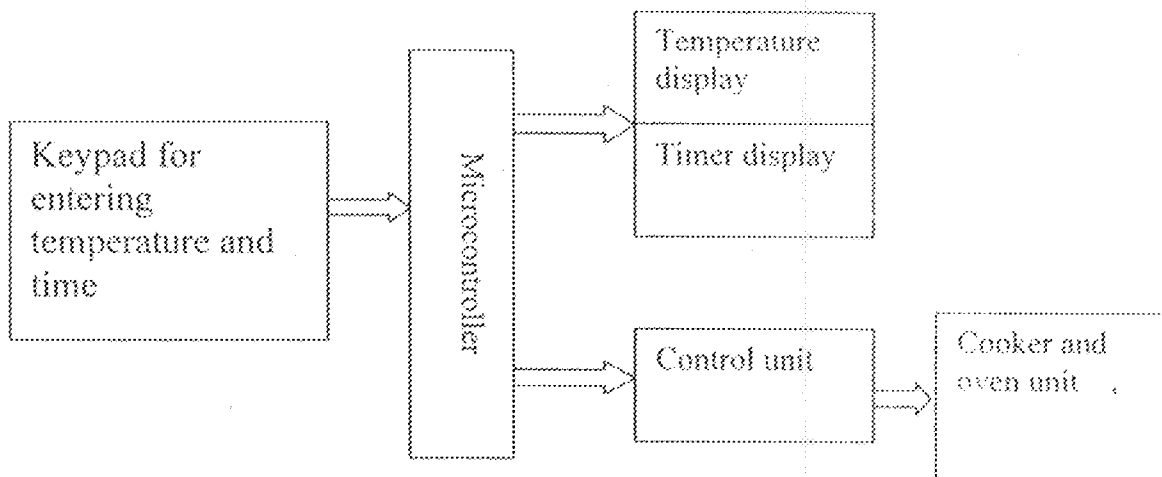 Keypad for
entering
temperature and
time
Microcontroller
Temperature
display
Timer display
Control unit
Cooker and
oven unit